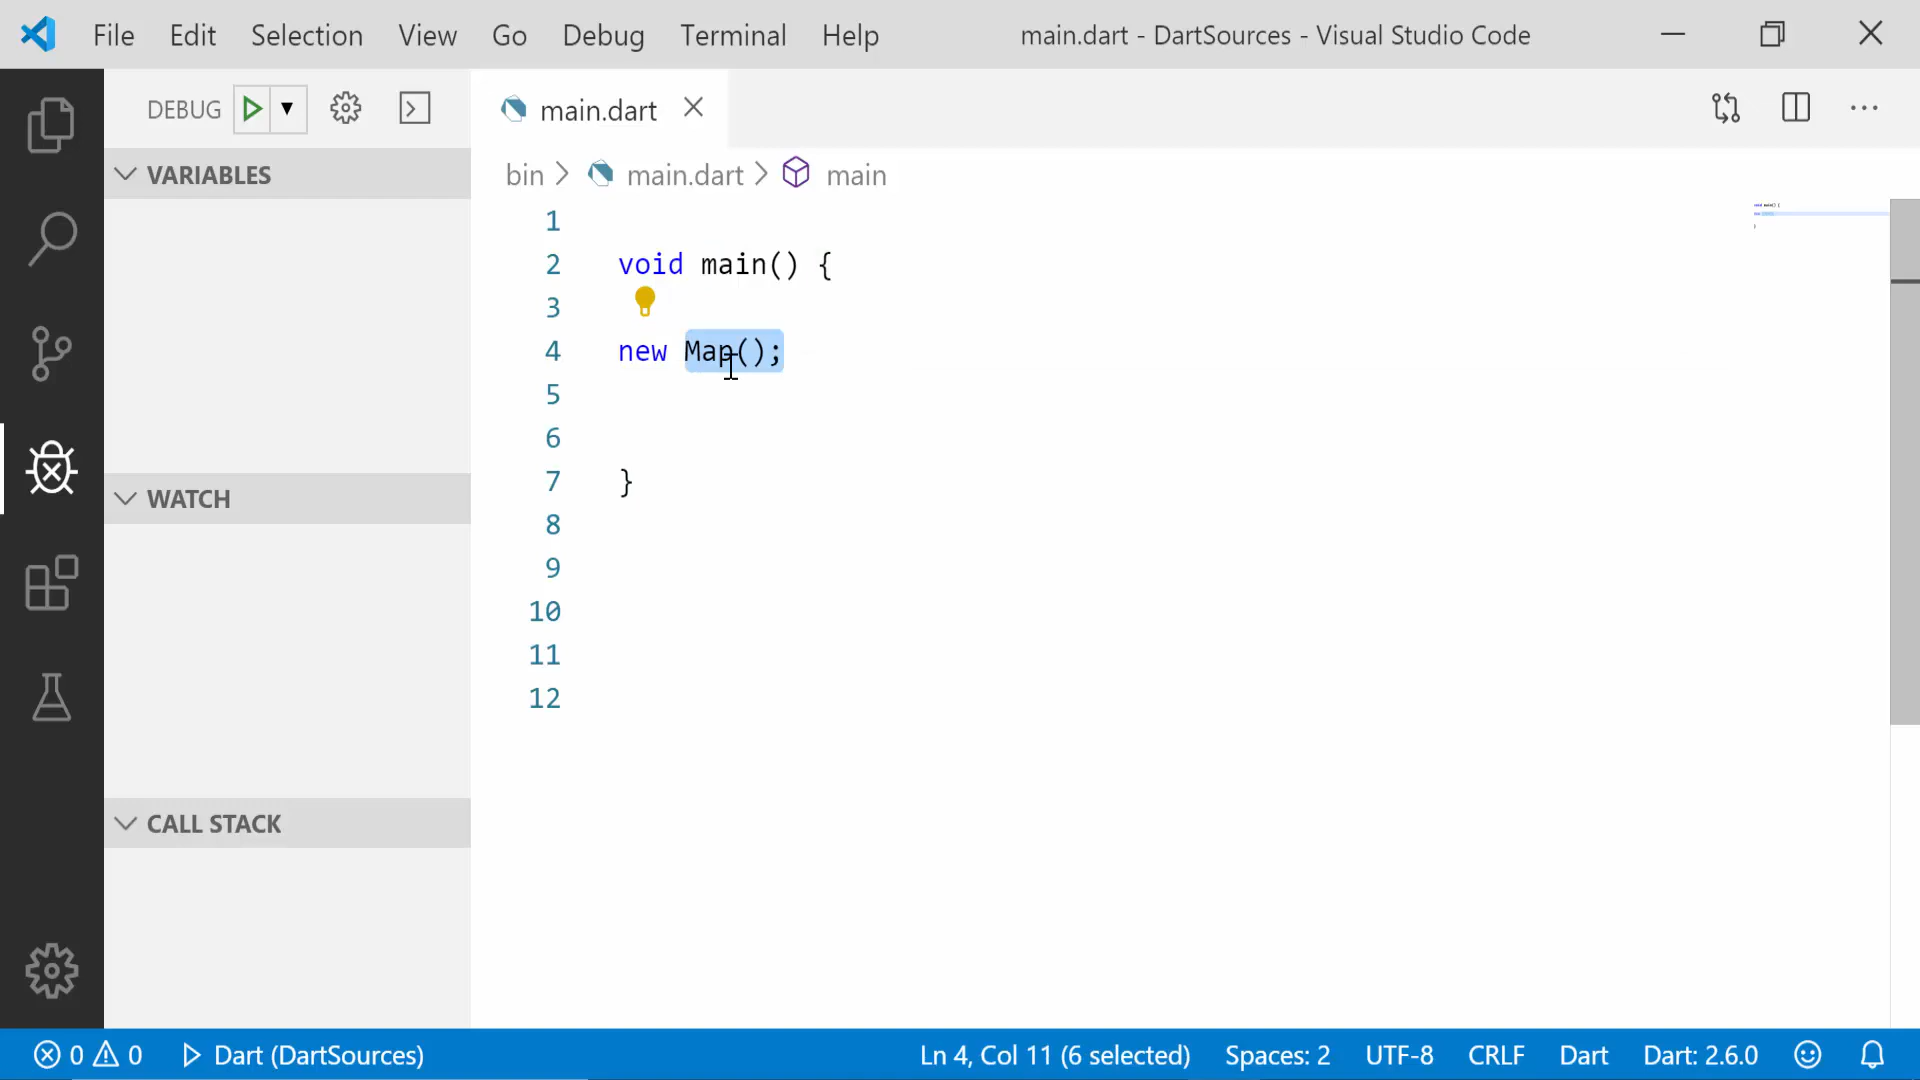 File Edit Selection View Go Debug Terminal Help main.dart - DartSources - Visual Studio Code
DEBUG
main.dart
VARIABLES
bin main.dart main
1
2 void main() {
3
4 new Map();
5
6
7 }
8
9
10
11
12
WATCH
CALL STACK
0 0 Dart (DartSources) Ln 4, Col 11 (6 selected) Spaces: 2 UTF-8 CRLF Dart Dart: 2.6.0